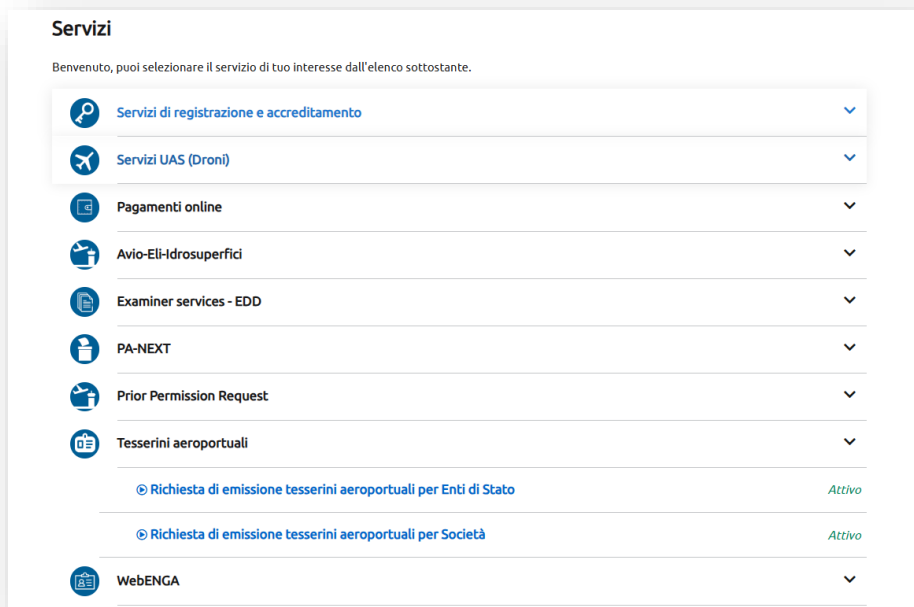 Servizi
Benvenuto, puoi selezionare il servizio di tuo interesse dall'elenco sottostante.
Servizi di registrazione e accreditamento
Servizi UAS (Droni)
Pagamenti online
Avio-Eli-Idrosuperfici
Examiner services - EDD
PA-NEXT
Prior Permission Request
Tesserini aeroportuali
Richiesta di emissione tesserini aeroportuali per Enti di Stato Attivo
Richiesta di emissione tesserini aeroportuali per Società Attivo
WebENGA